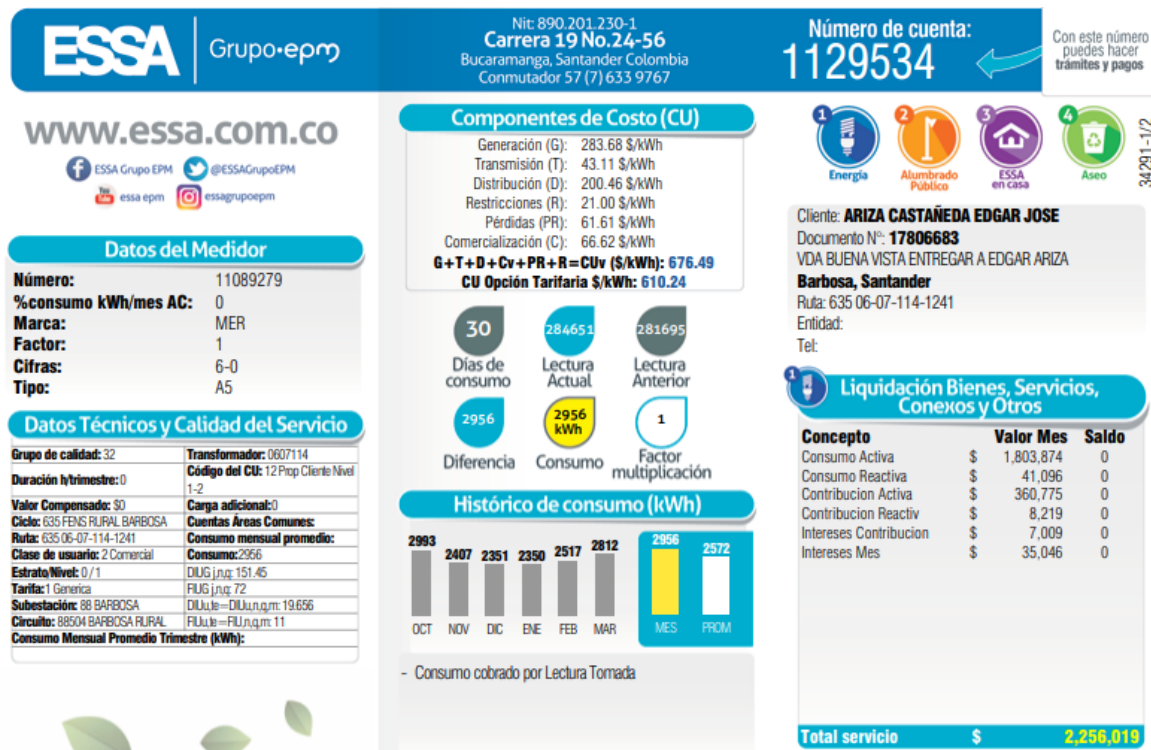 ESSA
Grupo·epm
Nit: 890.201.230-1
Carrera 19 No.24-56
Bucaramanga, Santander Colombia
Conmutador 57 (7) 633 9767
Número de cuenta:
1129534
Con este número
puedes hacer
trámites y pagos
www.essa.com.co
ESSA Grupo EPM
@ESSAGrupoEPM
You Tube
essa epm
essagrupoepm
Datos del Medidor
Número: 11089279
%consumo kWh/mes AC: 0
Marca: MER
Factor: 1
Cifras: 6-0
Tipo: A5
Datos Técnicos y Calidad del Servicio
Grupo de calidad: 32 Transformador: 0607114
Duración h/trimestre: 0 Código del CU: 12 Prop Cliente Nivel
1-2
Valor Compensado: $0 Carga adicional:0
Ciclo: 635 FENS RURAL BARBOSA Cuentas Áreas Comunes:
Ruta: 635 06-07-114-1241 Consumo mensual promedio:
Clase de usuario: 2 Comercial Consumo:2956
Estrato/Nivel: 0 / 1 DIUG j,n,q: 151.45
Tarifa:1 Generica FIUG j,n,q: 72
Subestación: 88 BARBOSA DIUu,te=DIUu,n,q,m: 19.656
Circuito: 88504 BARBOSA RURAL FIUu,te=FIU,n,q,m: 11
Consumo Mensual Promedio Trimestre (kWh):
Componentes de Costo (CU)
Generación (G): 283.68 $/kWh
Transmisión (T): 43.11 $/kWh
Distribución (D): 200.46 $/kWh
Restricciones (R): 21.00 $/kWh
Pérdidas (PR): 61.61 $/kWh
Comercialización (C): 66.62 $/kWh
G+T+D+Cv+PR+R=CUv ($/kWh): 676.49
CU Opción Tarifaria $/kWh: 610.24
30
Días de
consumo
284651
Lectura
Actual
281695
Lectura
Anterior
2956
Diferencia
2956
kWh
Consumo
1
Factor
multiplicación
Histórico de consumo (kWh)
2993 2407 2351 2350 2517 2812 2956 2572
OCT NOV DIC ENE FEB MAR MES PROM
- Consumo cobrado por Lectura Tomada
1
Energía
2
Alumbrado
Público
3
ESSA
en casa
4
Aseo
34291-1/2
Cliente: ARIZA CASTAÑEDA EDGAR JOSE
Documento N°: 17806683
VDA BUENA VISTA ENTREGAR A EDGAR ARIZA
Barbosa, Santander
Ruta: 635 06-07-114-1241
Entidad:
Tel:
1
Liquidación Bienes, Servicios,
Conexos y Otros
Concepto Valor Mes Saldo
Consumo Activa $ 1,803,874 0
Consumo Reactiva $ 41,096 0
Contribucion Activa $ 360,775 0
Contribucion Reactiv $ 8,219 0
Intereses Contribucion $ 7,009 0
Intereses Mes $ 35,046 0
Total servicio $ 2,256,019